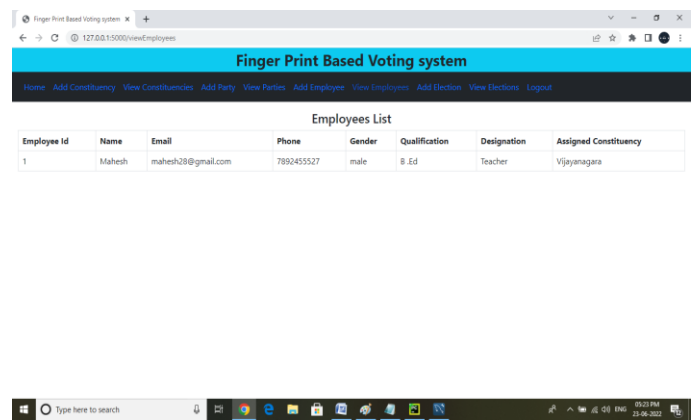 Finger Print Based Voting system
127.0.0.1:5000/viewEmployees
Finger Print Based Voting system
Home Add Constituency View Constituencies Add Party View Parties Add Employee View Employees Add Election View Elections Logout
Employees List
Employee Id Name Email Phone Gender Qualification Designation Assigned Constituency
1 Mahesh mahesh28@gmail.com 7892455527 male B .Ed Teacher Vijayanagara
Type here to search ENG 05:23 PM
23-06-2022